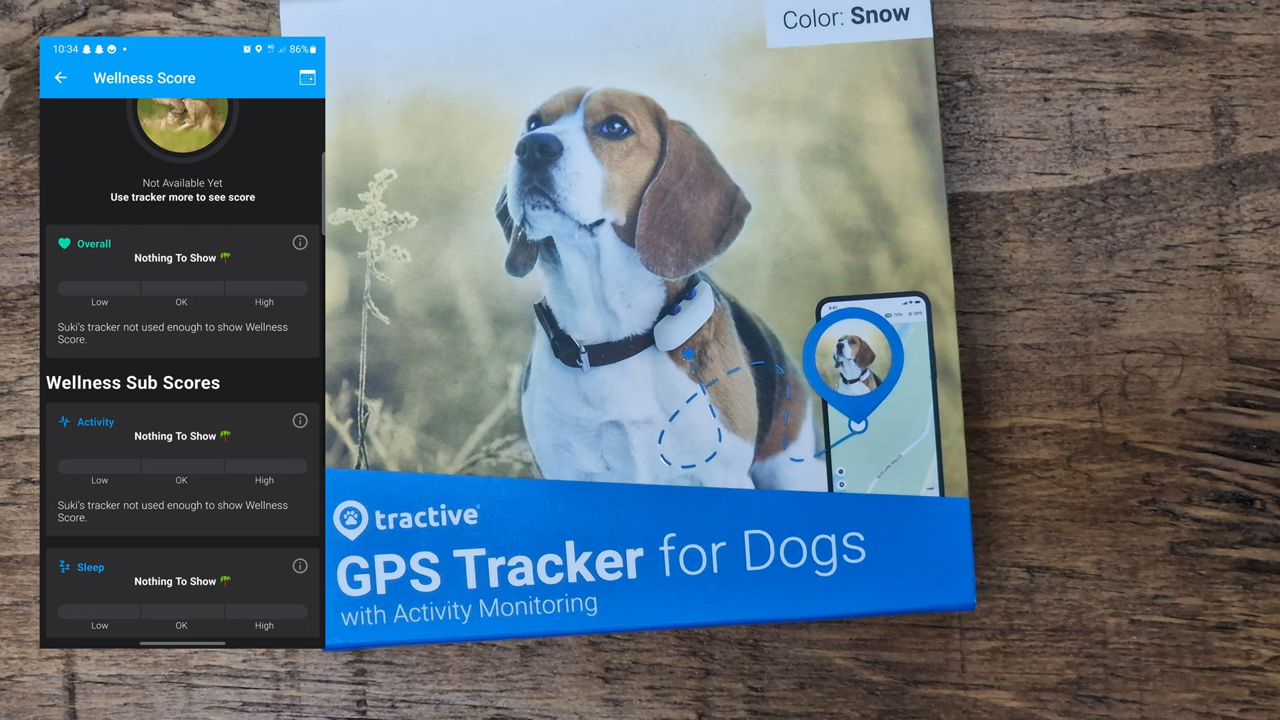 10:34
86%
Wellness Score
Not Available Yet
Use tracker more to see score
Overall
Nothing To Show 🌴
Low OK High
Suki's tracker not used enough to show Wellness
Score.
Wellness Sub Scores
Activity
Nothing To Show 🌴
Low OK High
Suki's tracker not used enough to show Wellness
Score.
Sleep
Nothing To Show 🌴
Low OK High
Color: Snow
tractive
GPS Tracker for Dogs
with Activity Monitoring